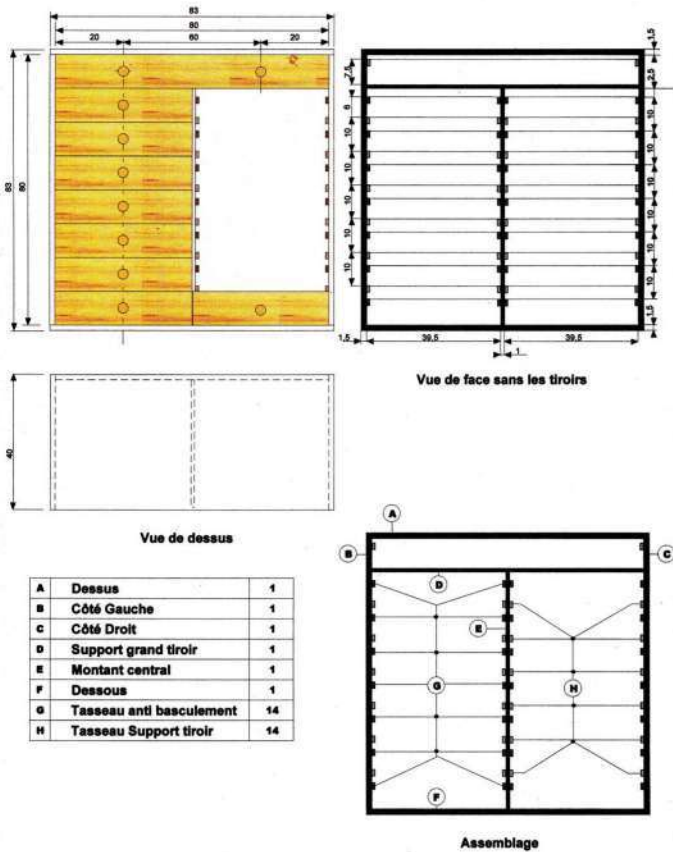 83
80
20 60 20
83
80
1,5
7,5
2,5
6
10
10
10
10
10
10
10
10
10
10
10
10
1,5
1,5
39,5
39,5
1
Vue de face sans les tiroirs
40
Vue de dessus
A Dessus 1
B Côté Gauche 1
C Côté Droit 1
D Support grand tiroir 1
E Montant central 1
F Dessous 1
G Tasseau anti basculement 14
H Tasseau Support tiroir 14
A
B
C
D
E
G
H
F
Assemblage